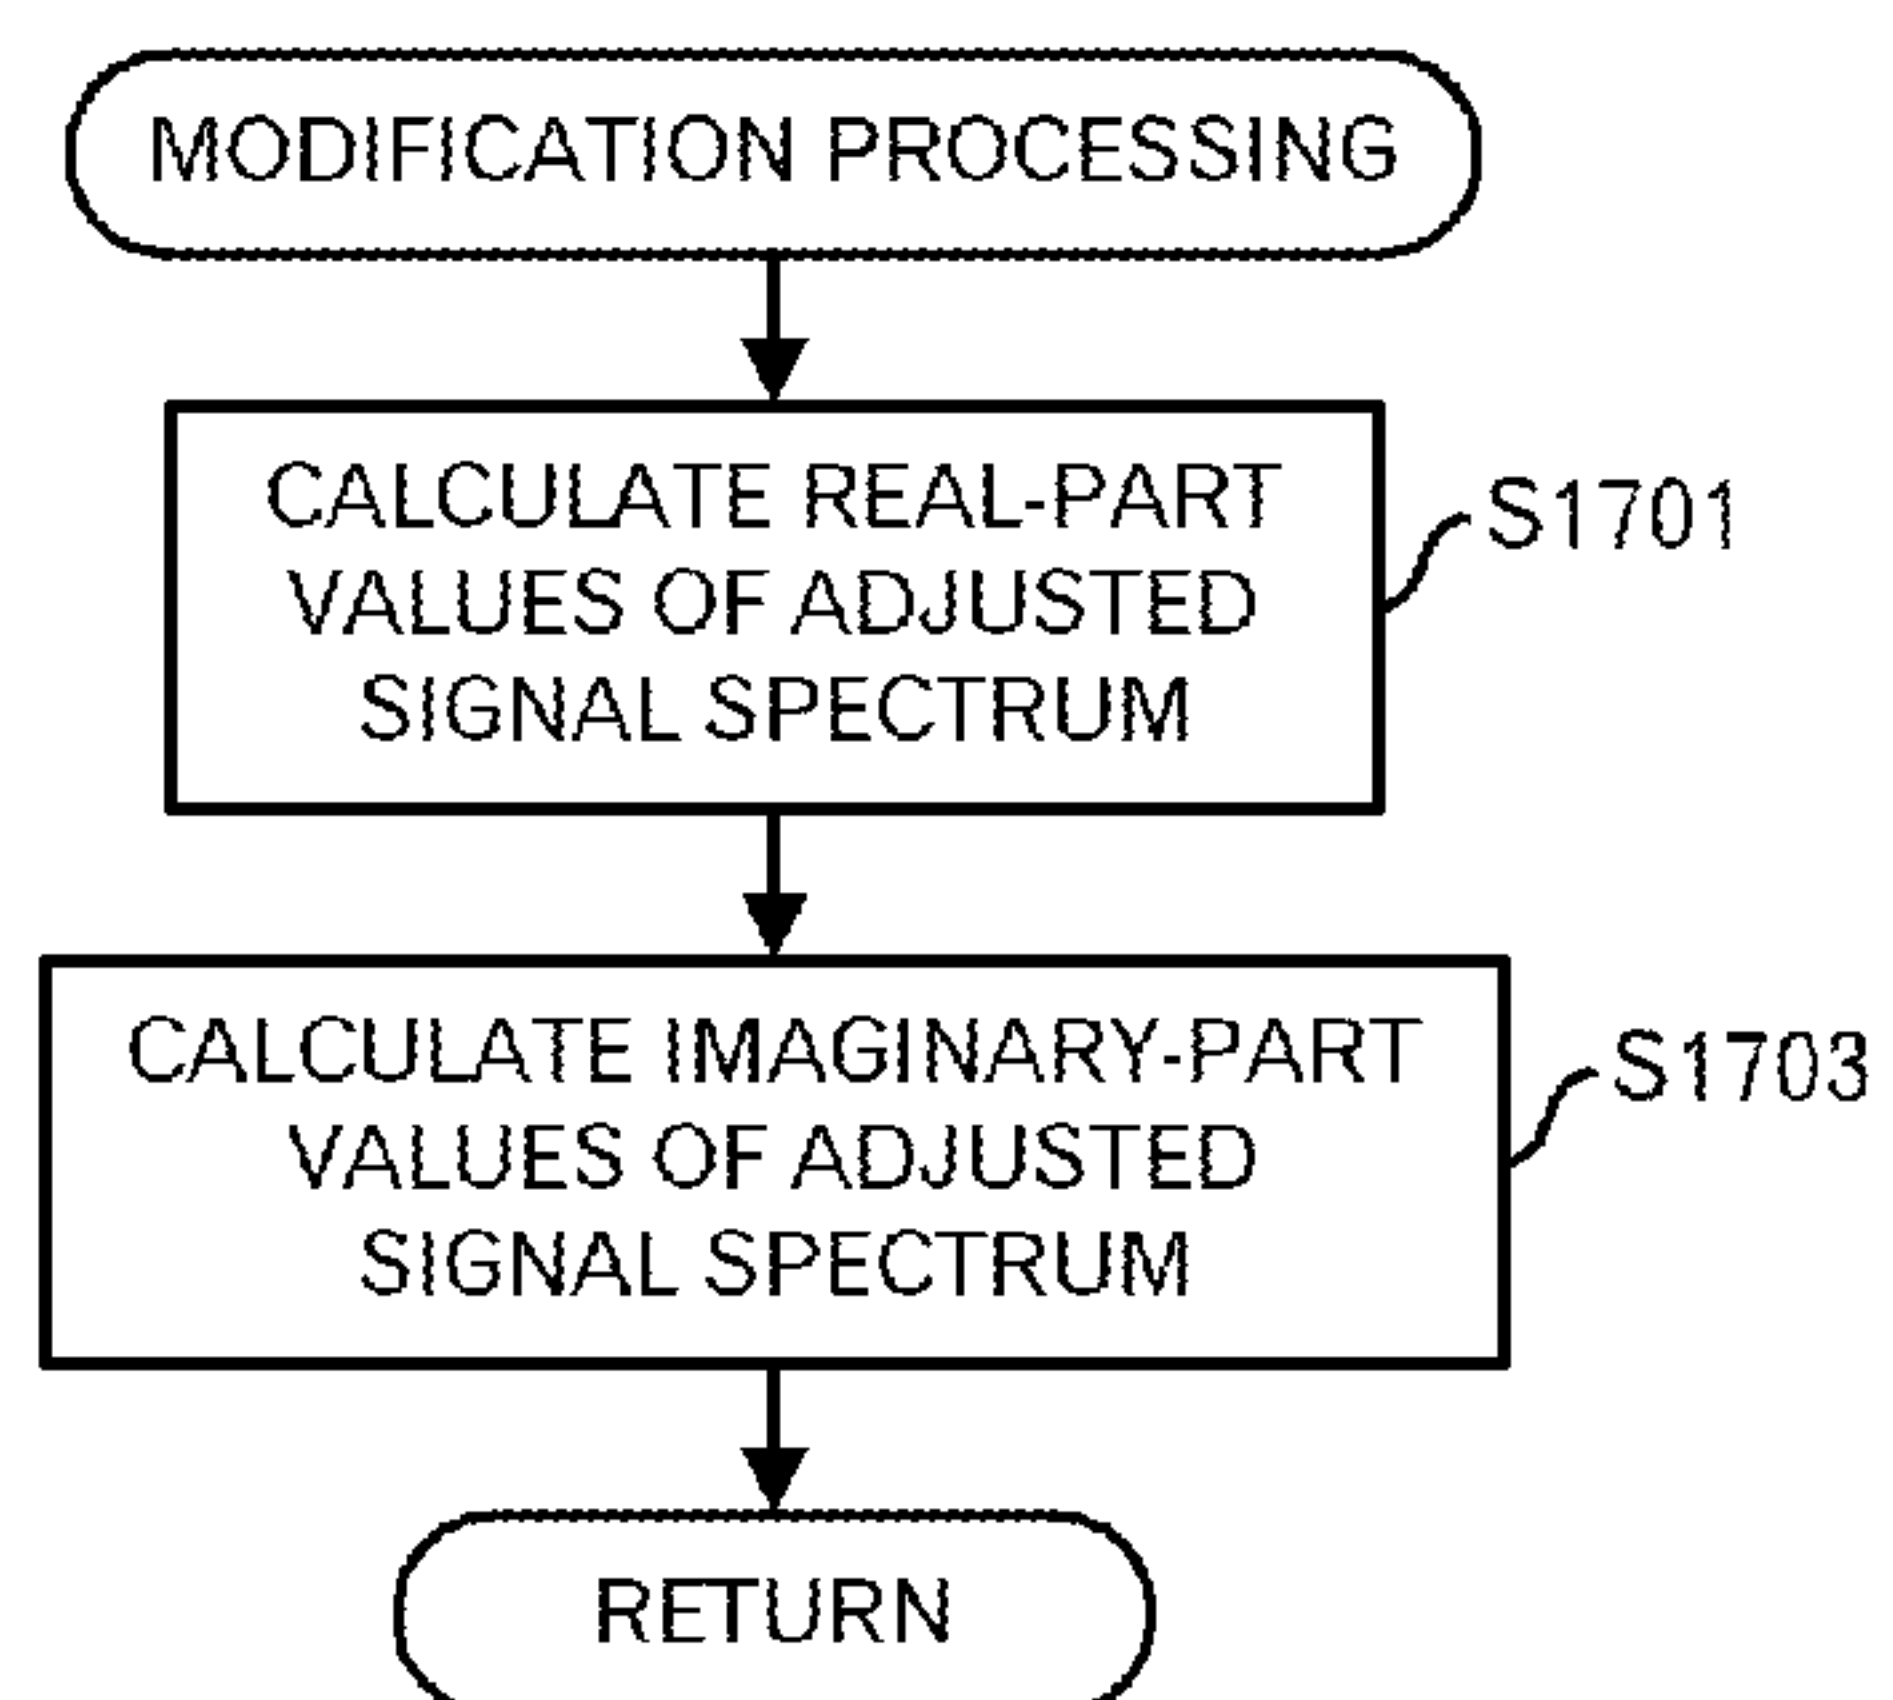 MODIFICATION PROCESSING
CALCULATE REAL-PART
VALUES OF ADJUSTED
SIGNAL SPECTRUM
S1701
CALCULATE IMAGINARY-PART
VALUES OF ADJUSTED
SIGNAL SPECTRUM
S1703
RETURN